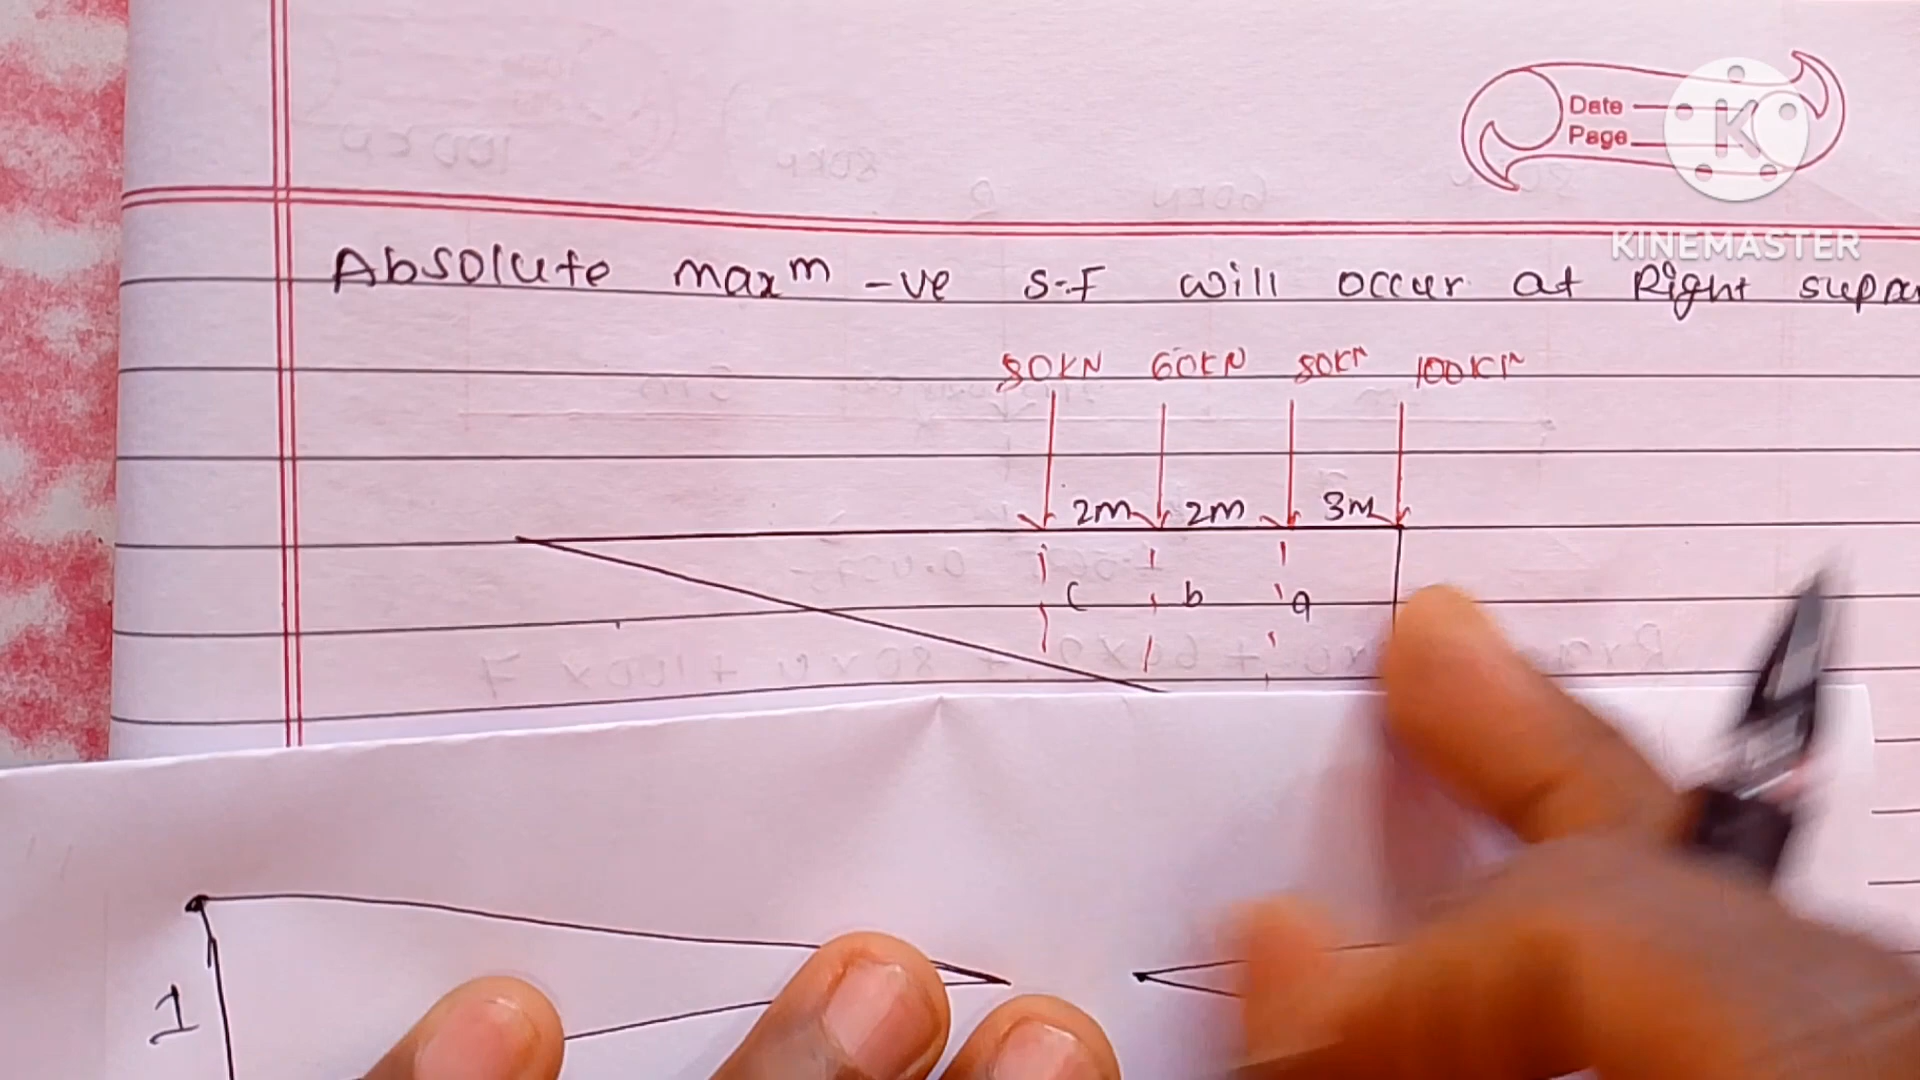 Date
Page
KINEMASTER
Absolute maxm -ve S.F will occur at Right
80KN 60KN 80KN 100KN
2m 2m 3m
c b a
1